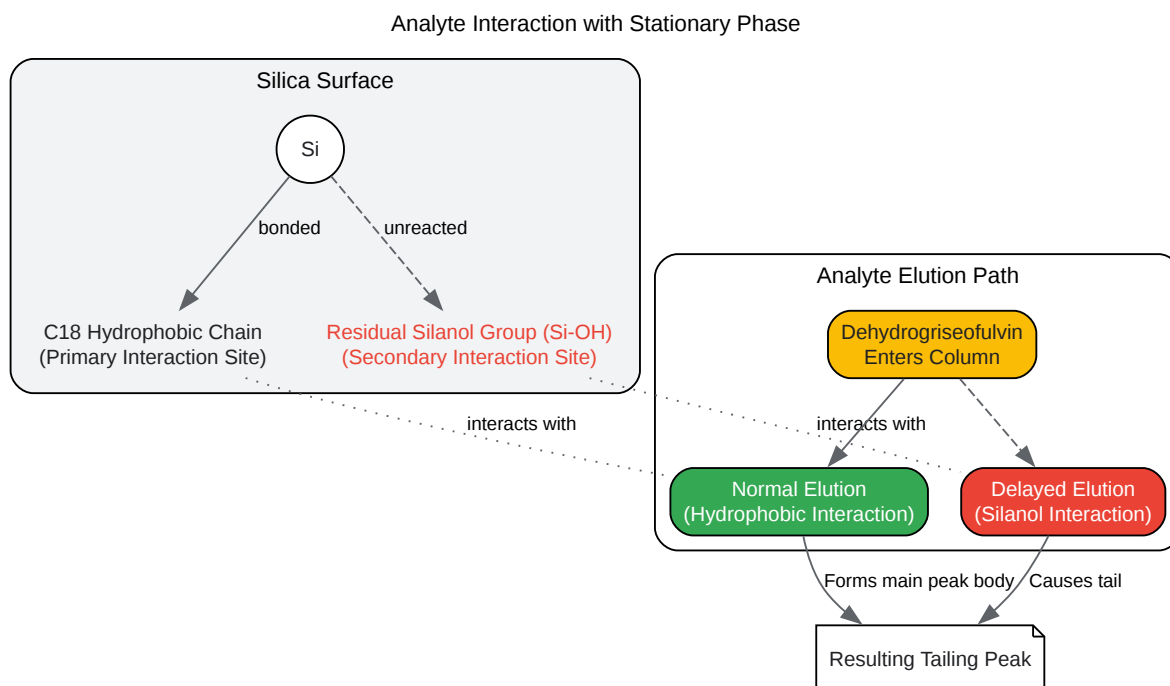 Analyte Interaction with Stationary Phase
Silica Surface
Si
bonded
unreacted
C18 Hydrophobic Chain
(Primary Interaction Site)
Residual Silanol Group (Si-OH)
(Secondary Interaction Site)
Analyte Elution Path
Dehydrogriseofulvin
Enters Column
interacts with
interacts with
Normal Elution
(Hydrophobic Interaction)
Delayed Elution
(Silanol Interaction)
Forms main peak body
Causes tail
Resulting Tailing Peak